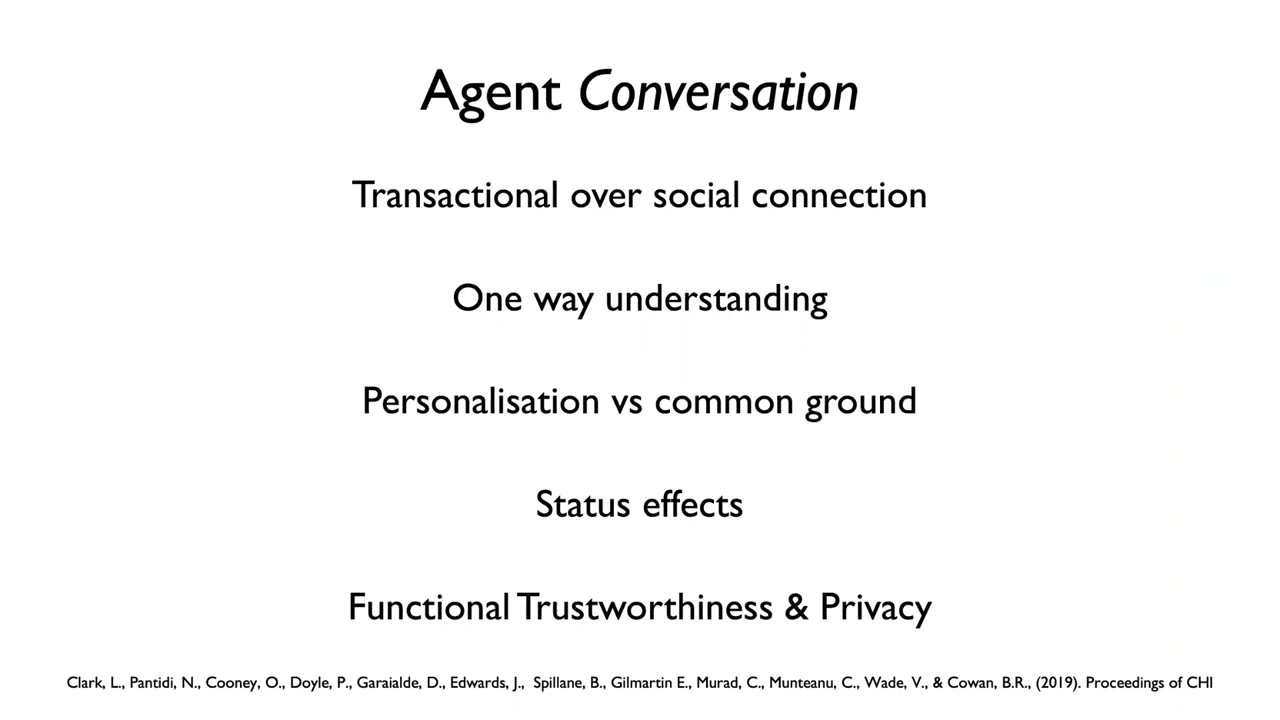 Agent Conversation
Transactional over social connection
One way understanding
Personalisation vs common ground
Status effects
Functional Trustworthiness & Privacy
Clark, L., Pantidi, N., Cooney, O., Doyle, P., Garaialde, D., Edwards, J., Spillane, B., Gilmartin E., Murad, C., Munteanu, C., Wade, V., & Cowan, B.R., (2019). Proceedings of CHI